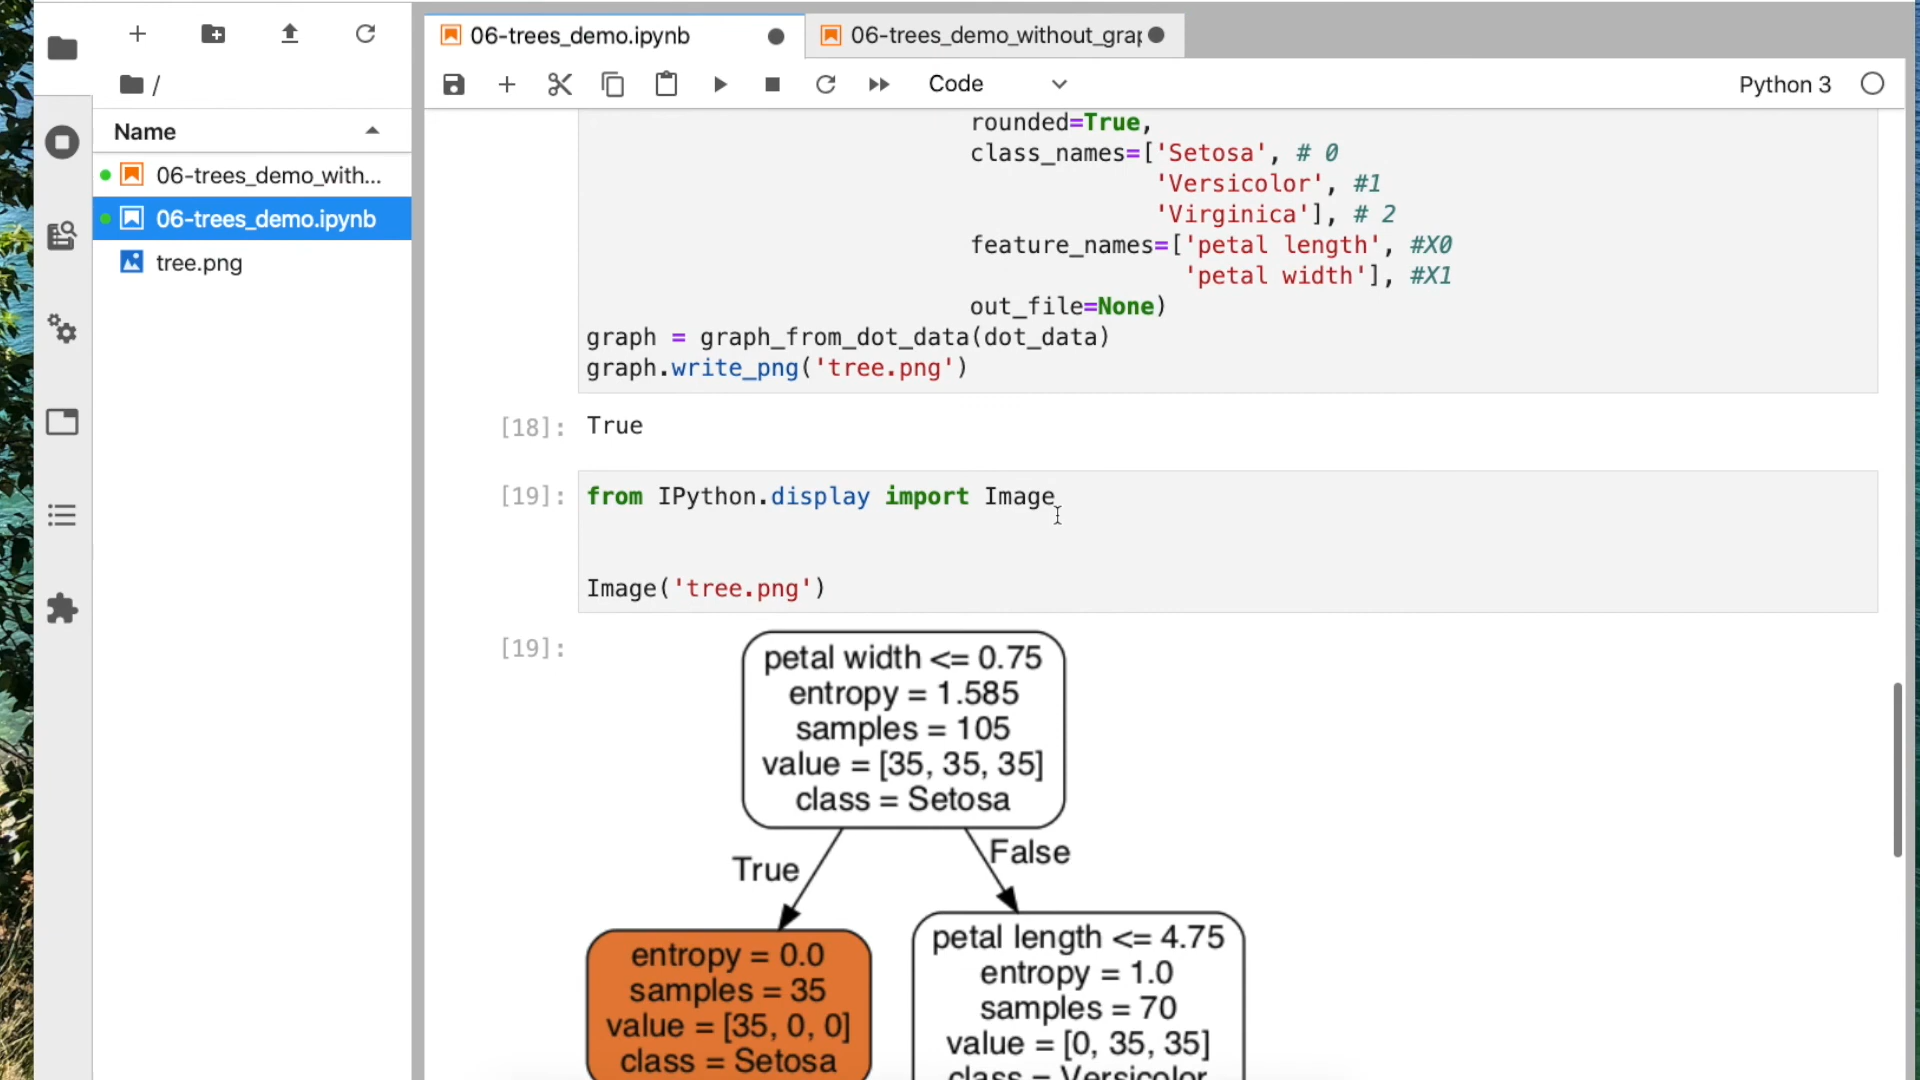 06-trees_demo.ipynb
06-trees_demo_without_grap
/
Code
Python 3
Name
06-trees_demo_with...
06-trees_demo.ipynb
tree.png
rounded=True,
class_names=['Setosa', # 0
'Versicolor', #1
'Virginica'], # 2
feature_names=['petal length', #X0
'petal width'], #X1
out_file=None)
graph = graph_from_dot_data(dot_data)
graph.write_png('tree.png')
[18]: True
[19]: from IPython.display import Image
Image('tree.png')
[19]:
petal width <= 0.75
entropy = 1.585
samples = 105
value = [35, 35, 35]
class = Setosa
True
False
entropy = 0.0
samples = 35
value = [35, 0, 0]
class = Setosa
petal length <= 4.75
entropy = 1.0
samples = 70
value = [0, 35, 35]
class = Versicolor